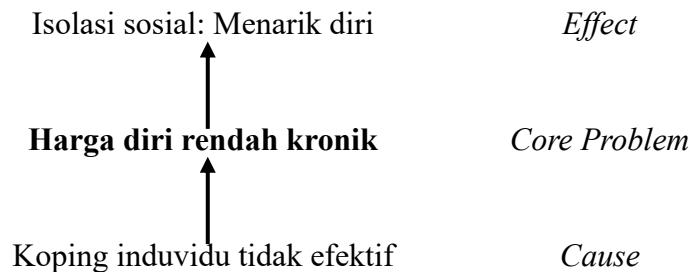 Isolasi sosial: Menarik diri Effect
Harga diri rendah kronik Core Problem
Koping induvidu tidak efektif Cause